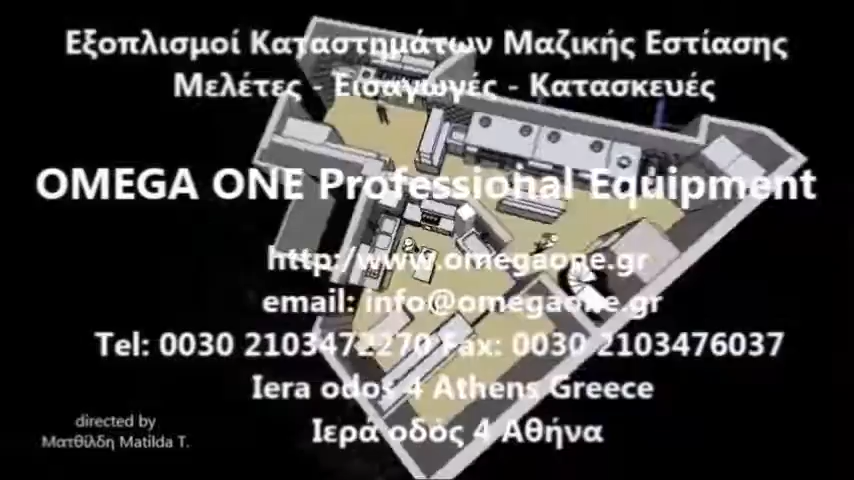 Εξοπλισμοί Καταστημάτων Μαζικής Εστίασης
Μελέτες - Εισαγωγές - Κατασκευές
OMEGA ONE Professional Equipment
http:/www.omegaone.gr
email: info@omegaone.gr
Tel: 0030 2103472270 Fax: 0030 2103476037
Iera odos 4 Athens Greece
Ιερά οδός 4 Αθήνα
directed by
Ματθίλδη Matilda T.